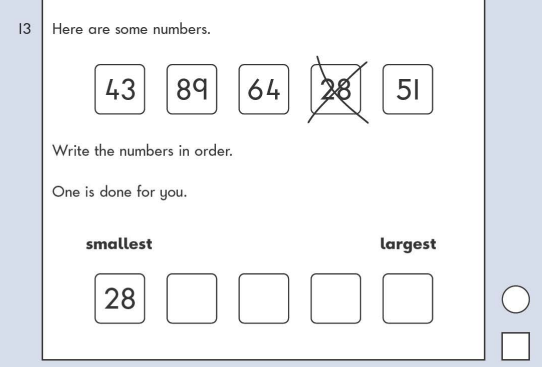 13 Here are some numbers.
43 89 64 28 51
Write the numbers in order.
One is done for you.
smallest largest
28